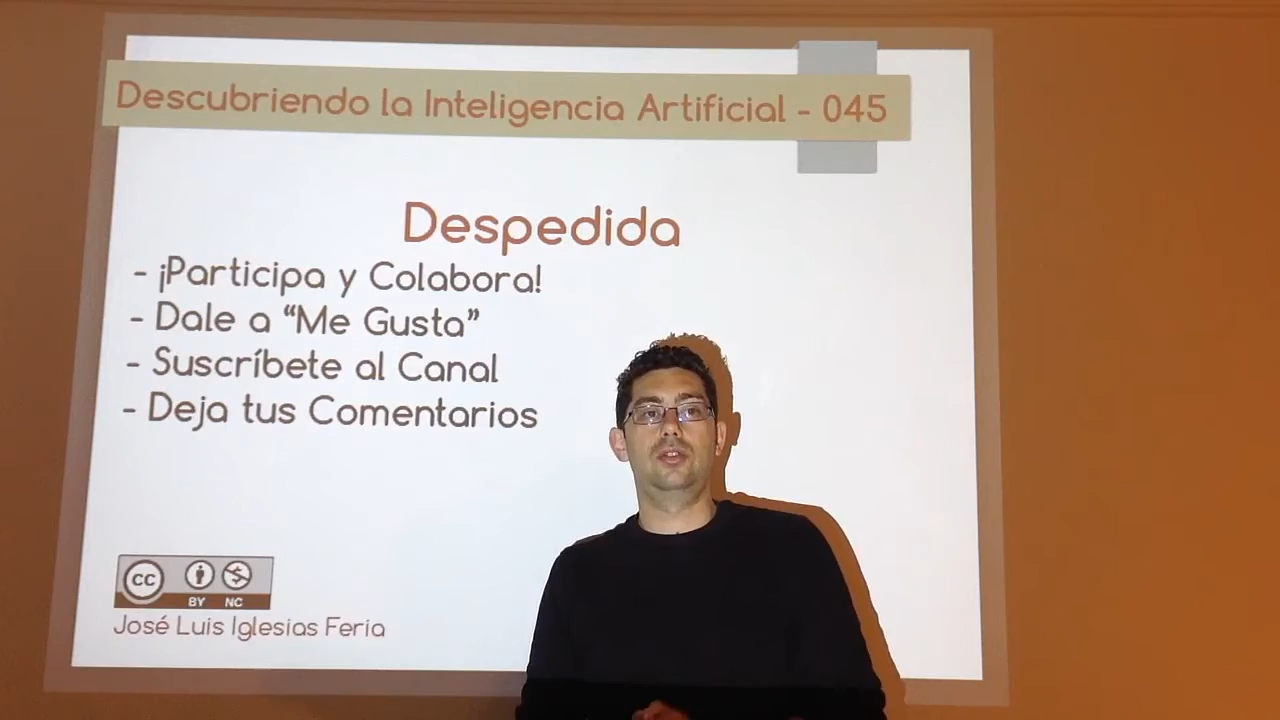 Descubriendo la Inteligencia Artificial - 045
Despedida
- ¡Participa y Colabora!
- Dale a “Me Gusta”
- Suscríbete al Canal
- Deja tus Comentarios
CC BY NC
José Luis Iglesias Feria